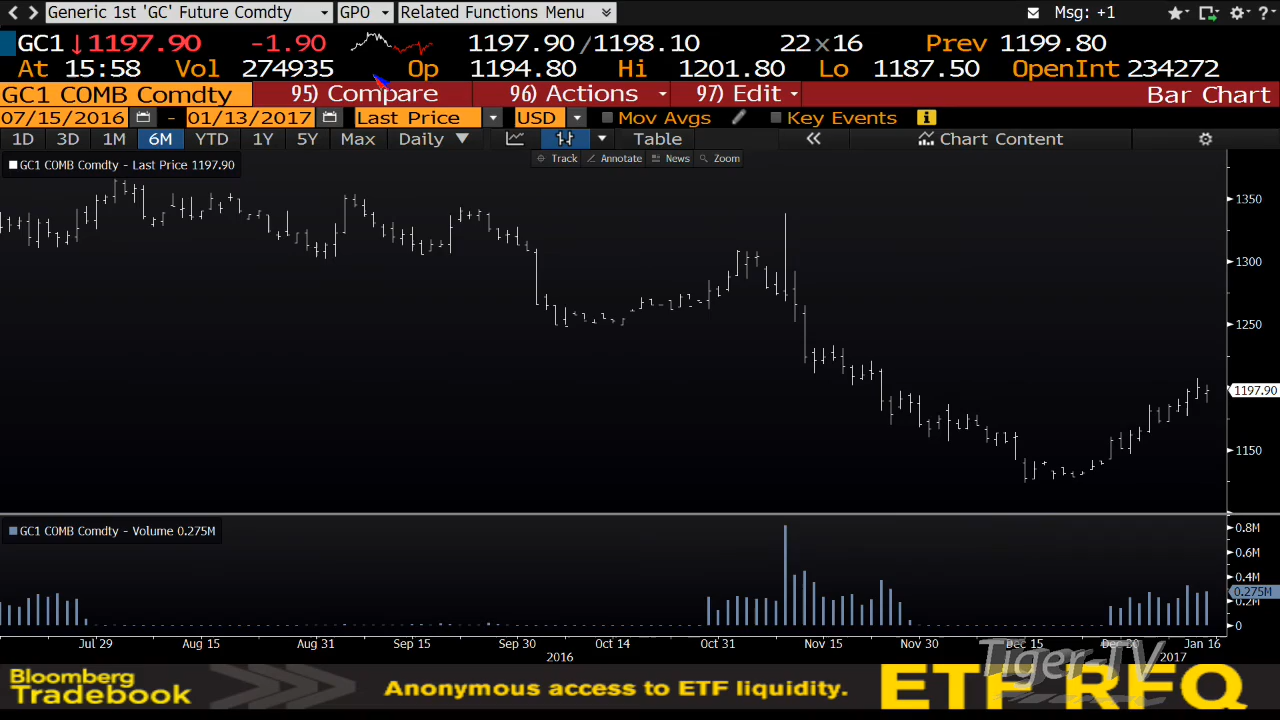 Generic 1st 'GC' Future Comdty GPO Related Functions Menu Msg: +1
GC1 ↓1197.90 -1.90 1197.90 /1198.10 22 x 16 Prev 1199.80
At 15:58 Vol 274935 Op 1194.80 Hi 1201.80 Lo 1187.50 OpenInt 234272
GC1 COMB Comdty 95) Compare 96) Actions 97) Edit Bar Chart
07/15/2016 - 01/13/2017 Last Price USD Mov Avgs Key Events
1D 3D 1M 6M YTD 1Y 5Y Max Daily Table Chart Content
Track Annotate News Zoom
GC1 COMB Comdty - Last Price 1197.90
1350
1300
1250
1197.90
1150
GC1 COMB Comdty - Volume 0.275M
0.8M
0.6M
0.4M
0.275M
0.2M
0
Jul 29 Aug 15 Aug 31 Sep 15 Sep 30 Oct 14 Oct 31 Nov 15 Nov 30 Dec 15 Dec 30 Jan 16
2016 2017
Tiger-TV
Bloomberg
Tradebook
Anonymous access to ETF liquidity.
ETF RFQ